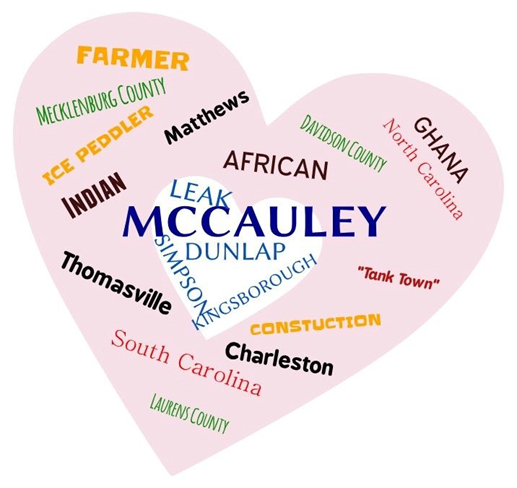 FARMER
MECKLENBURG COUNTY
ICE PEDDLER
Matthews
INDIAN
DAVIDSON COUNTY
GHANA
North Carolina
AFRICAN
LEAK
MCCAULEY
SIMPSON
DUNLAP
KINGSBOROUGH
Thomasville
"Tank Town"
CONSTUCTION
South Carolina
Charleston
LAURENS COUNTY